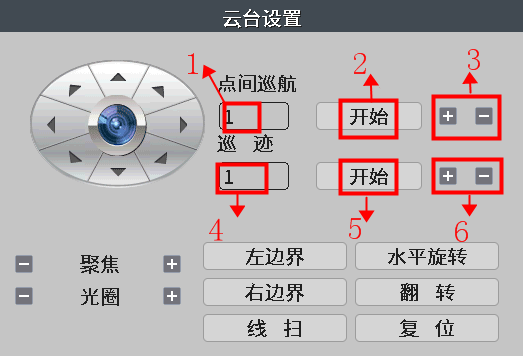 云台设置
1 2 3
点间巡航
1 开始 + −
巡 迹
1 开始 + −
4 5 6
左边界 水平旋转
− 聚焦 + 右边界 翻 转
− 光圈 + 线 扫 复 位